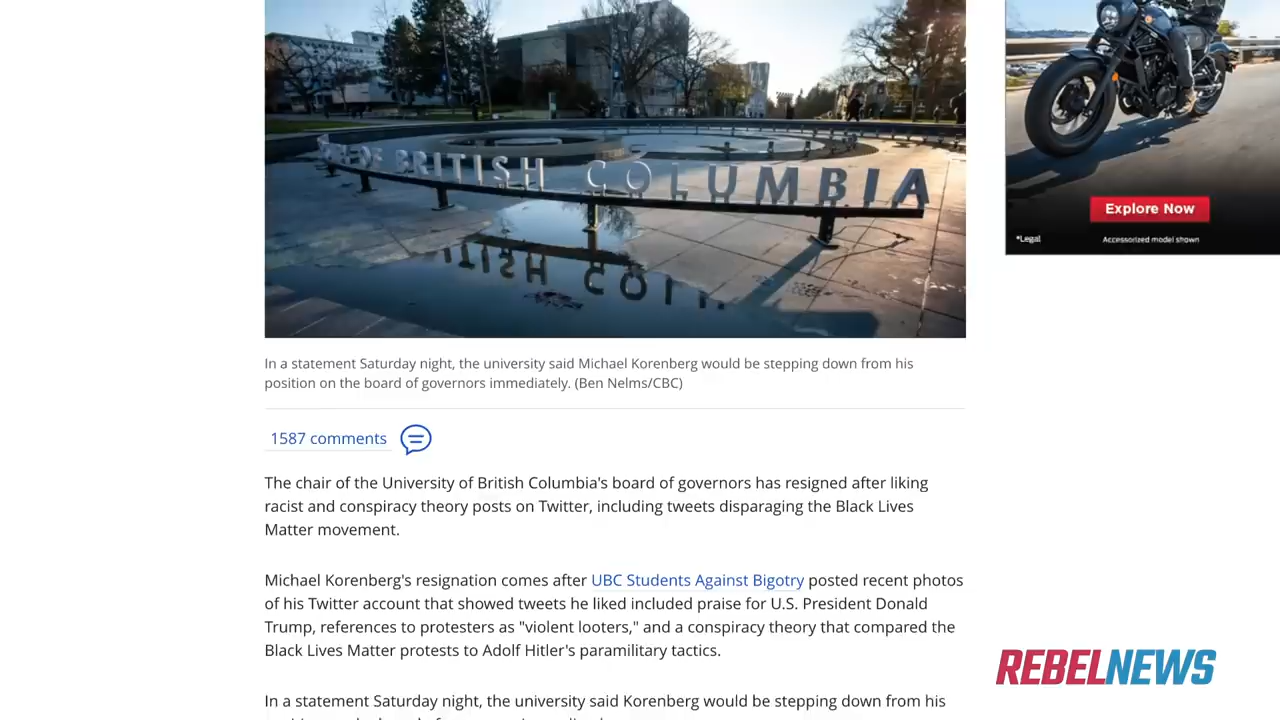 OF BRITISH COLUMBIA
Explore Now
*Legal
Accessorized model shown
In a statement Saturday night, the university said Michael Korenberg would be stepping down from his
position on the board of governors immediately. (Ben Nelms/CBC)
1587 comments
The chair of the University of British Columbia's board of governors has resigned after liking
racist and conspiracy theory posts on Twitter, including tweets disparaging the Black Lives
Matter movement.
Michael Korenberg's resignation comes after UBC Students Against Bigotry posted recent photos
of his Twitter account that showed tweets he liked included praise for U.S. President Donald
Trump, references to protesters as "violent looters," and a conspiracy theory that compared the
Black Lives Matter protests to Adolf Hitler's paramilitary tactics.
In a statement Saturday night, the university said Korenberg would be stepping down from his
REBELNEWS